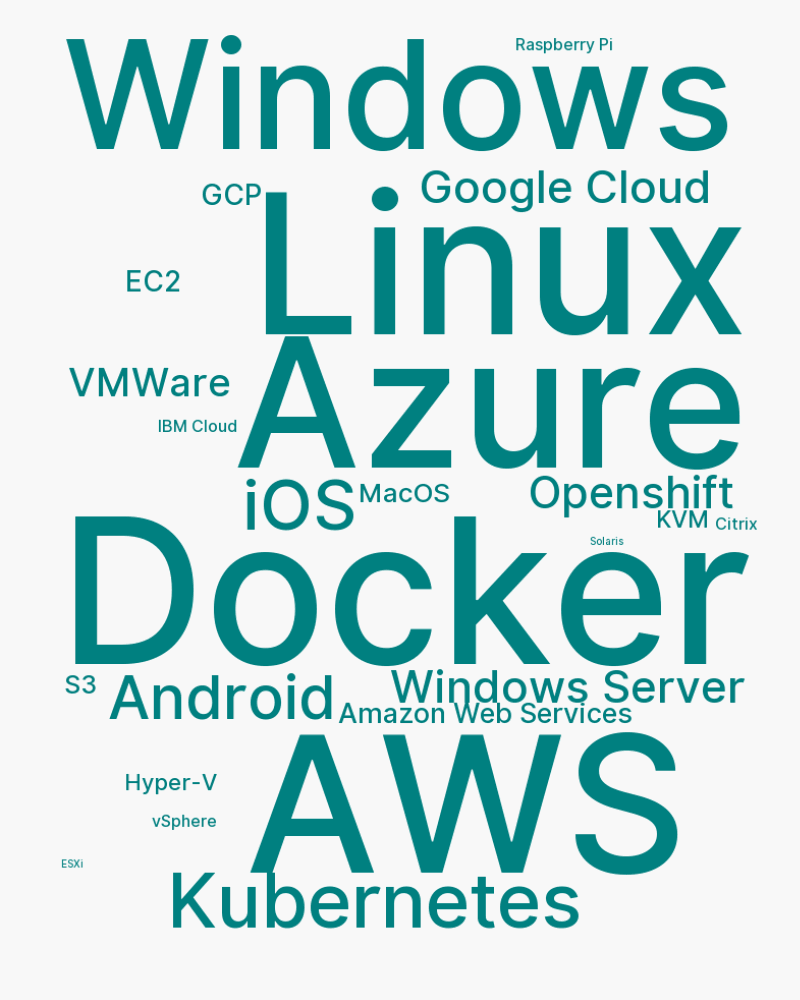 Raspberry Pi
Windows
Google Cloud
GCP
Linux
EC2
VMWare
Azure
IBM Cloud
iOS
MacOS
Openshift
KVM
Citrix
Solaris
Docker
S3
Android
Windows Server
Amazon Web Services
Hyper-V
AWS
vSphere
ESXi
Kubernetes